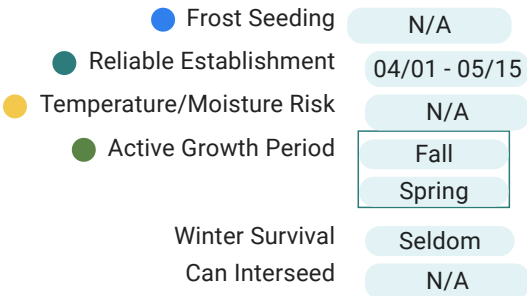 Frost Seeding N/A
Reliable Establishment 04/01 - 05/15
Temperature/Moisture Risk N/A
Active Growth Period Fall
Spring
Winter Survival Seldom
Can Interseed N/A